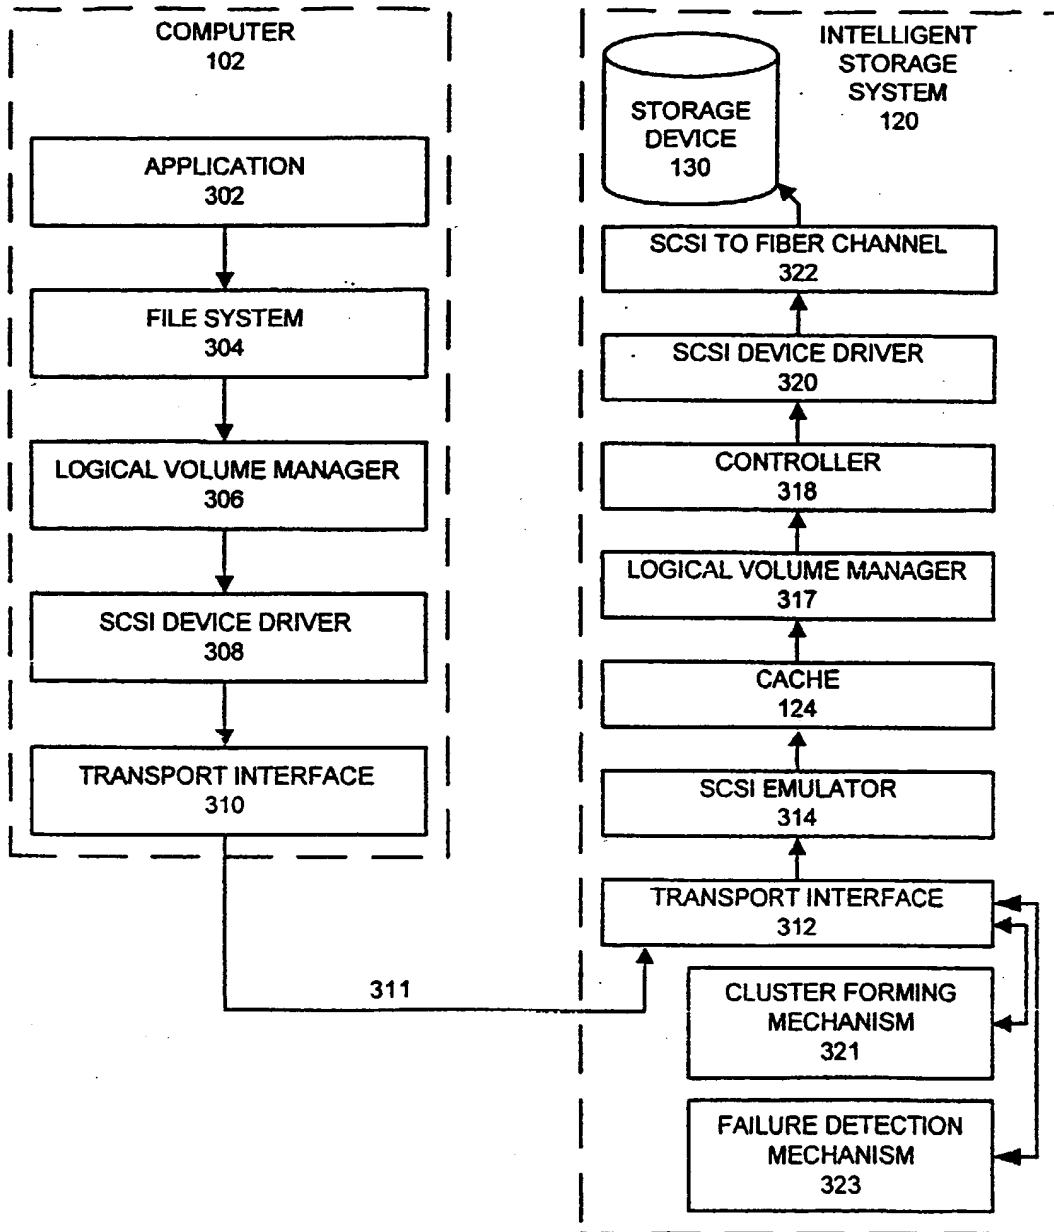 COMPUTER
102
APPLICATION
302
FILE SYSTEM
304
LOGICAL VOLUME MANAGER
306
SCSI DEVICE DRIVER
308
TRANSPORT INTERFACE
310
311
INTELLIGENT
STORAGE
SYSTEM
120
STORAGE
DEVICE
130
SCSI TO FIBER CHANNEL
322
SCSI DEVICE DRIVER
320
CONTROLLER
318
LOGICAL VOLUME MANAGER
317
CACHE
124
SCSI EMULATOR
314
TRANSPORT INTERFACE
312
CLUSTER FORMING
MECHANISM
321
FAILURE DETECTION
MECHANISM
323